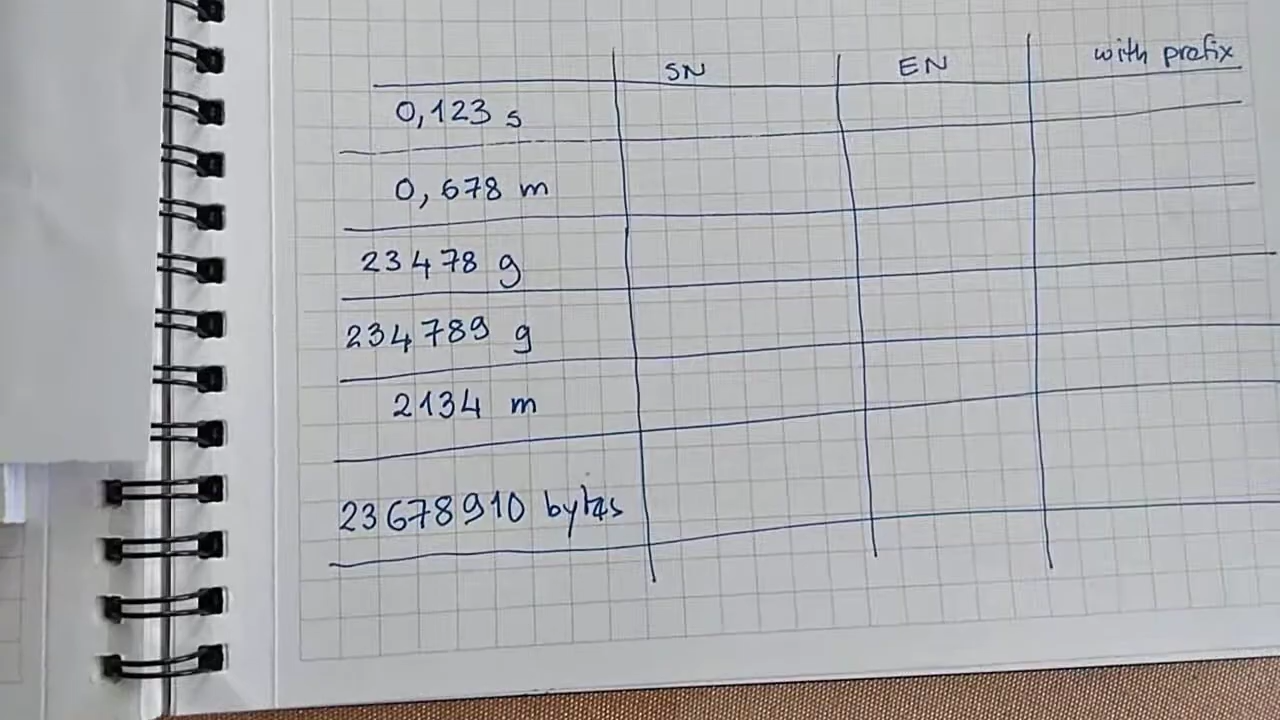 SN EN with prefix
0,123 s
0,678 m
23478 g
234789 g
2134 m
23678910 bytes